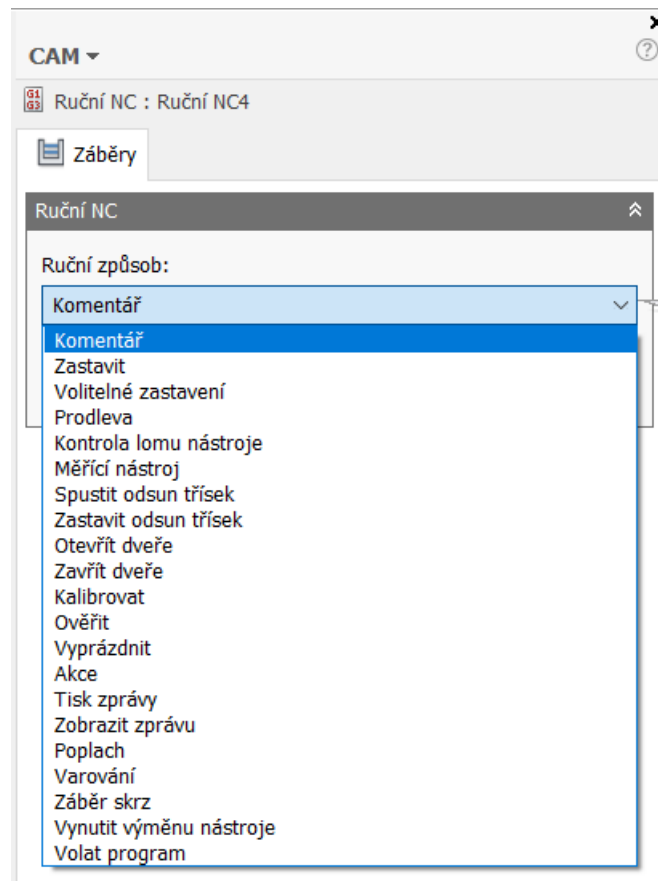 CAM
Ruční NC : Ruční NC4
Záběry
Ruční NC
Ruční způsob:
Komentář
Komentář
Zastavit
Volitelné zastavení
Prodleva
Kontrola lomu nástroje
Měřící nástroj
Spustit odsun třísek
Zastavit odsun třísek
Otevřít dveře
Zavřít dveře
Kalibrovat
Ověřit
Vyprázdnit
Akce
Tisk zprávy
Zobrazit zprávu
Poplach
Varování
Záběr skrz
Vynutit výměnu nástroje
Volat program